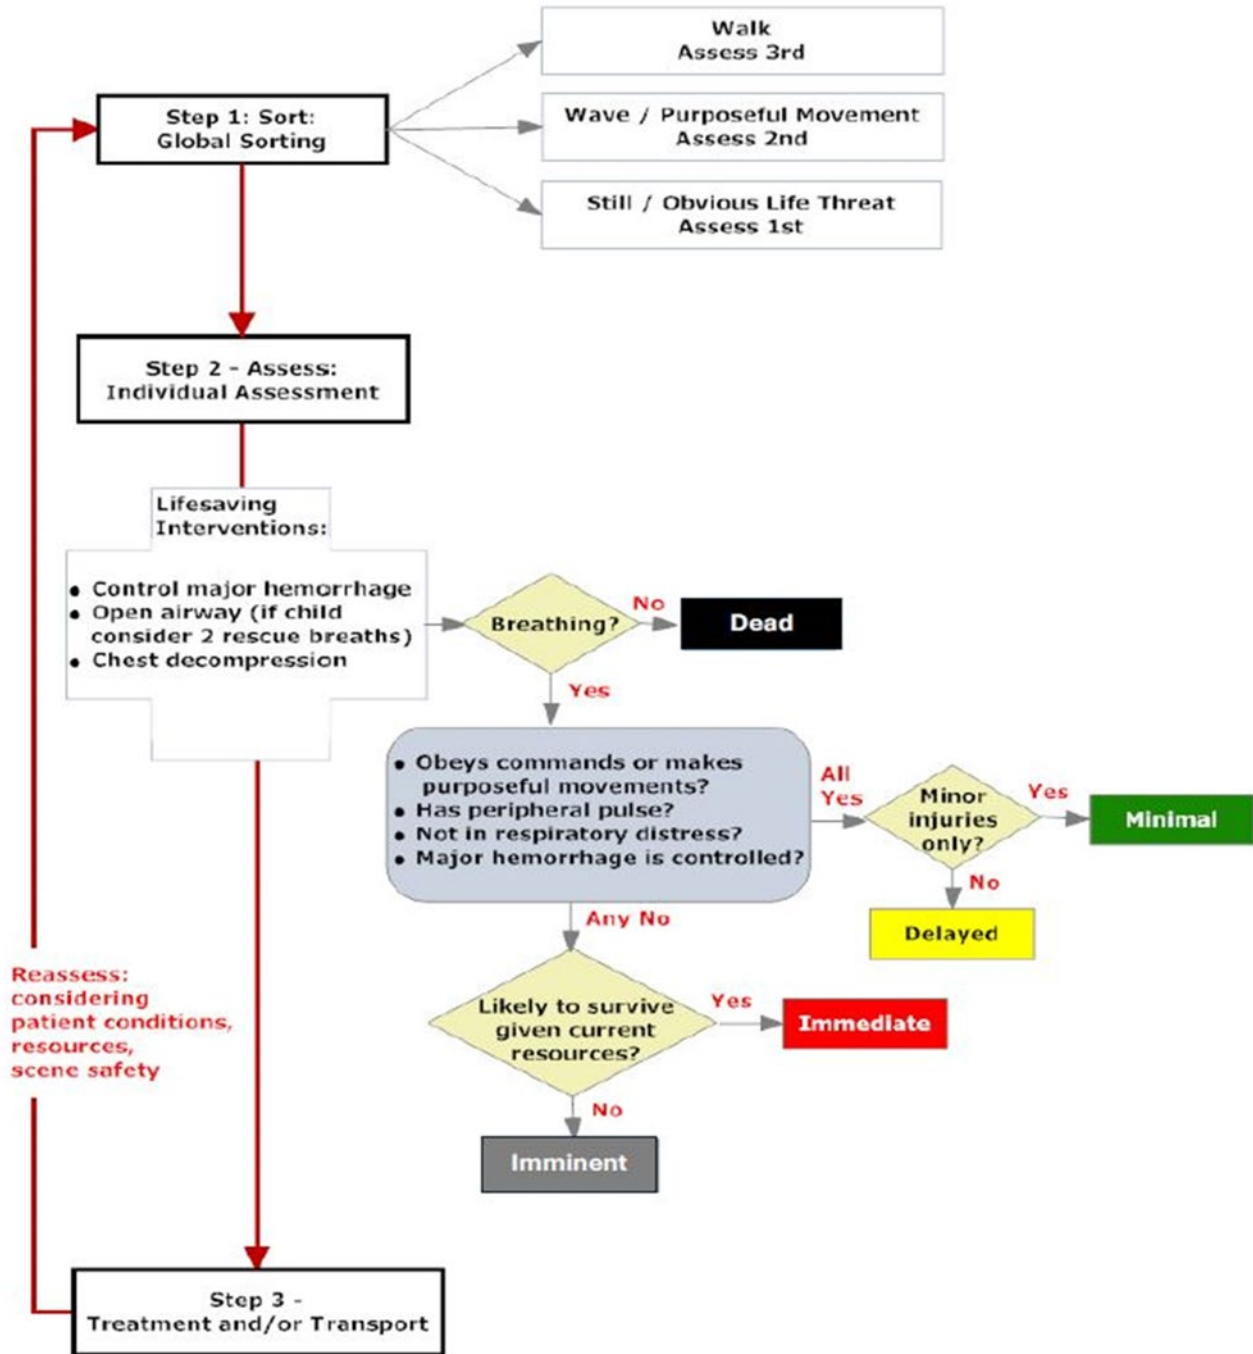 Walk
Assess 3rd
Step 1: Sort:
Global Sorting
Wave / Purposeful Movement
Assess 2nd
Still / Obvious Life Threat
Assess 1st
Step 2 - Assess:
Individual Assessment
Lifesaving
Interventions:
• Control major hemorrhage
• Open airway (if child
consider 2 rescue breaths)
• Chest decompression
Breathing?
No
Dead
Yes
• Obeys commands or makes
purposeful movements?
• Has peripheral pulse?
• Not in respiratory distress?
• Major hemorrhage is controlled?
All
Yes
Minor
injuries
only?
Yes
Minimal
No
Delayed
Any No
Likely to survive
given current
resources?
Yes
Immediate
No
Imminent
Reassess:
considering
patient conditions,
resources,
scene safety
Step 3 -
Treatment and/or Transport